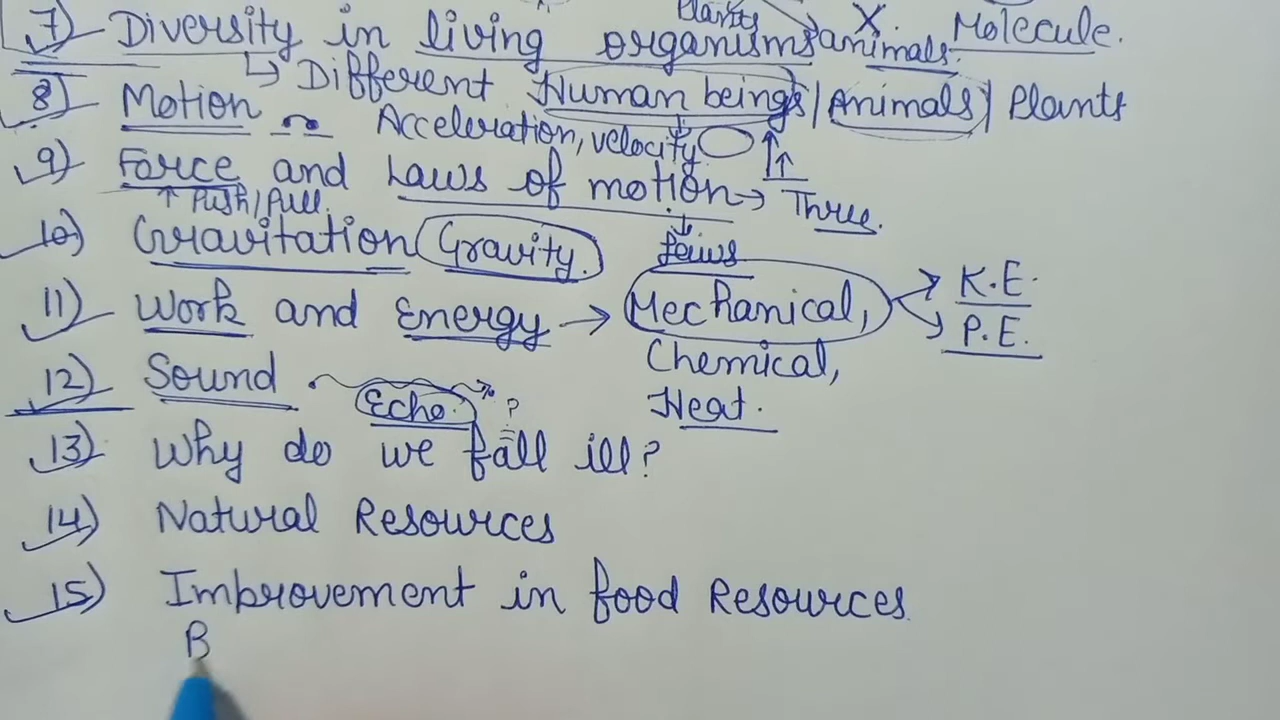 Plants X.
7) Diversity in living organisms animals. Molecule.
Different Human beings/Animals/Plants
8) Motion Acceleration, velocity
9) Force and Laws of motion → Three.
↑ Push/Pull.
10) Gravitation Gravity. Laws
11) Work and Energy → Mechanical, K.E.
P.E.
Chemical,
12) Sound Echo. Heat.
?
13) Why do we fall ill?
14) Natural Resources
15) Imbrovement in food Resources.
B